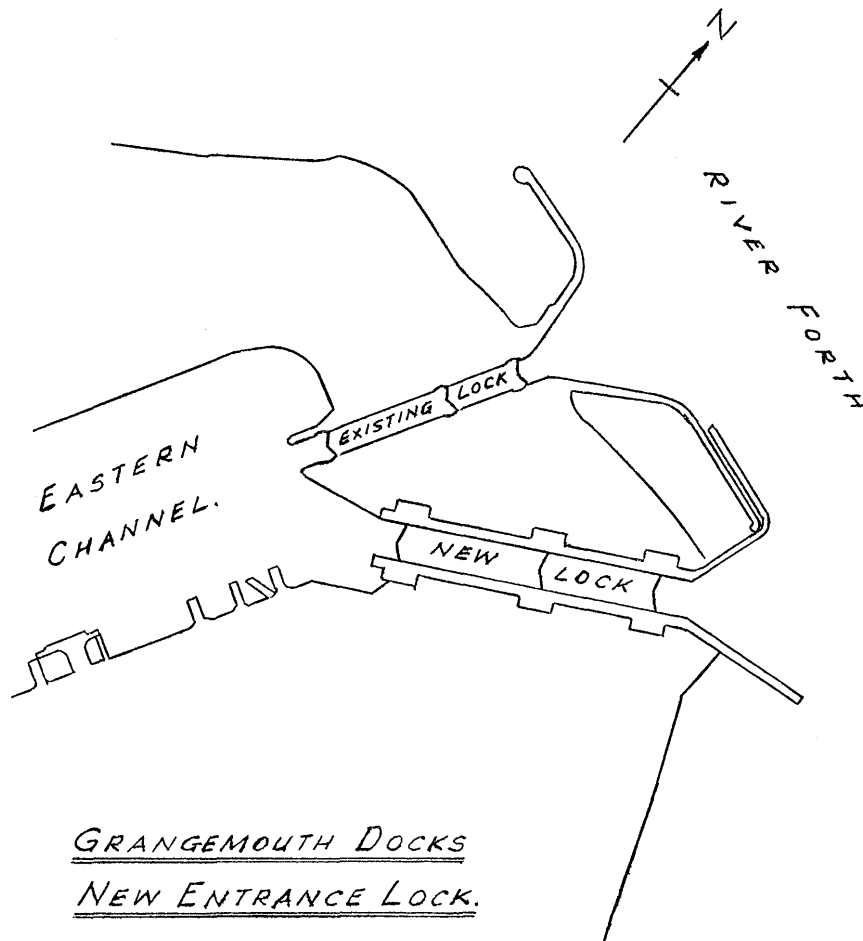 N
RIVER FORTH
EXISTING LOCK
EASTERN
CHANNEL.
NEW LOCK
GRANGEMOUTH DOCKS
NEW ENTRANCE LOCK.